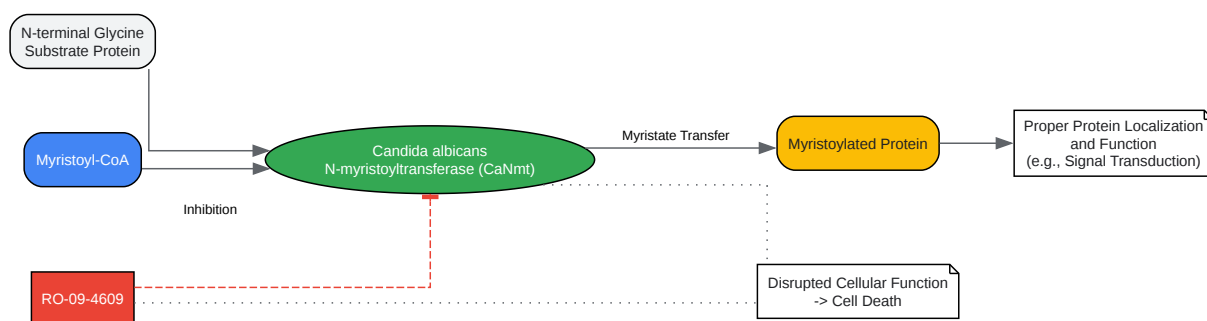 N-terminal Glycine
Substrate Protein
Myristoyl-CoA
Candida albicans
N-myristoyltransferase (CaNmt)
Myristate Transfer
Myristoylated Protein
Proper Protein Localization
and Function
(e.g., Signal Transduction)
Inhibition
RO-09-4609
Disrupted Cellular Function
-> Cell Death